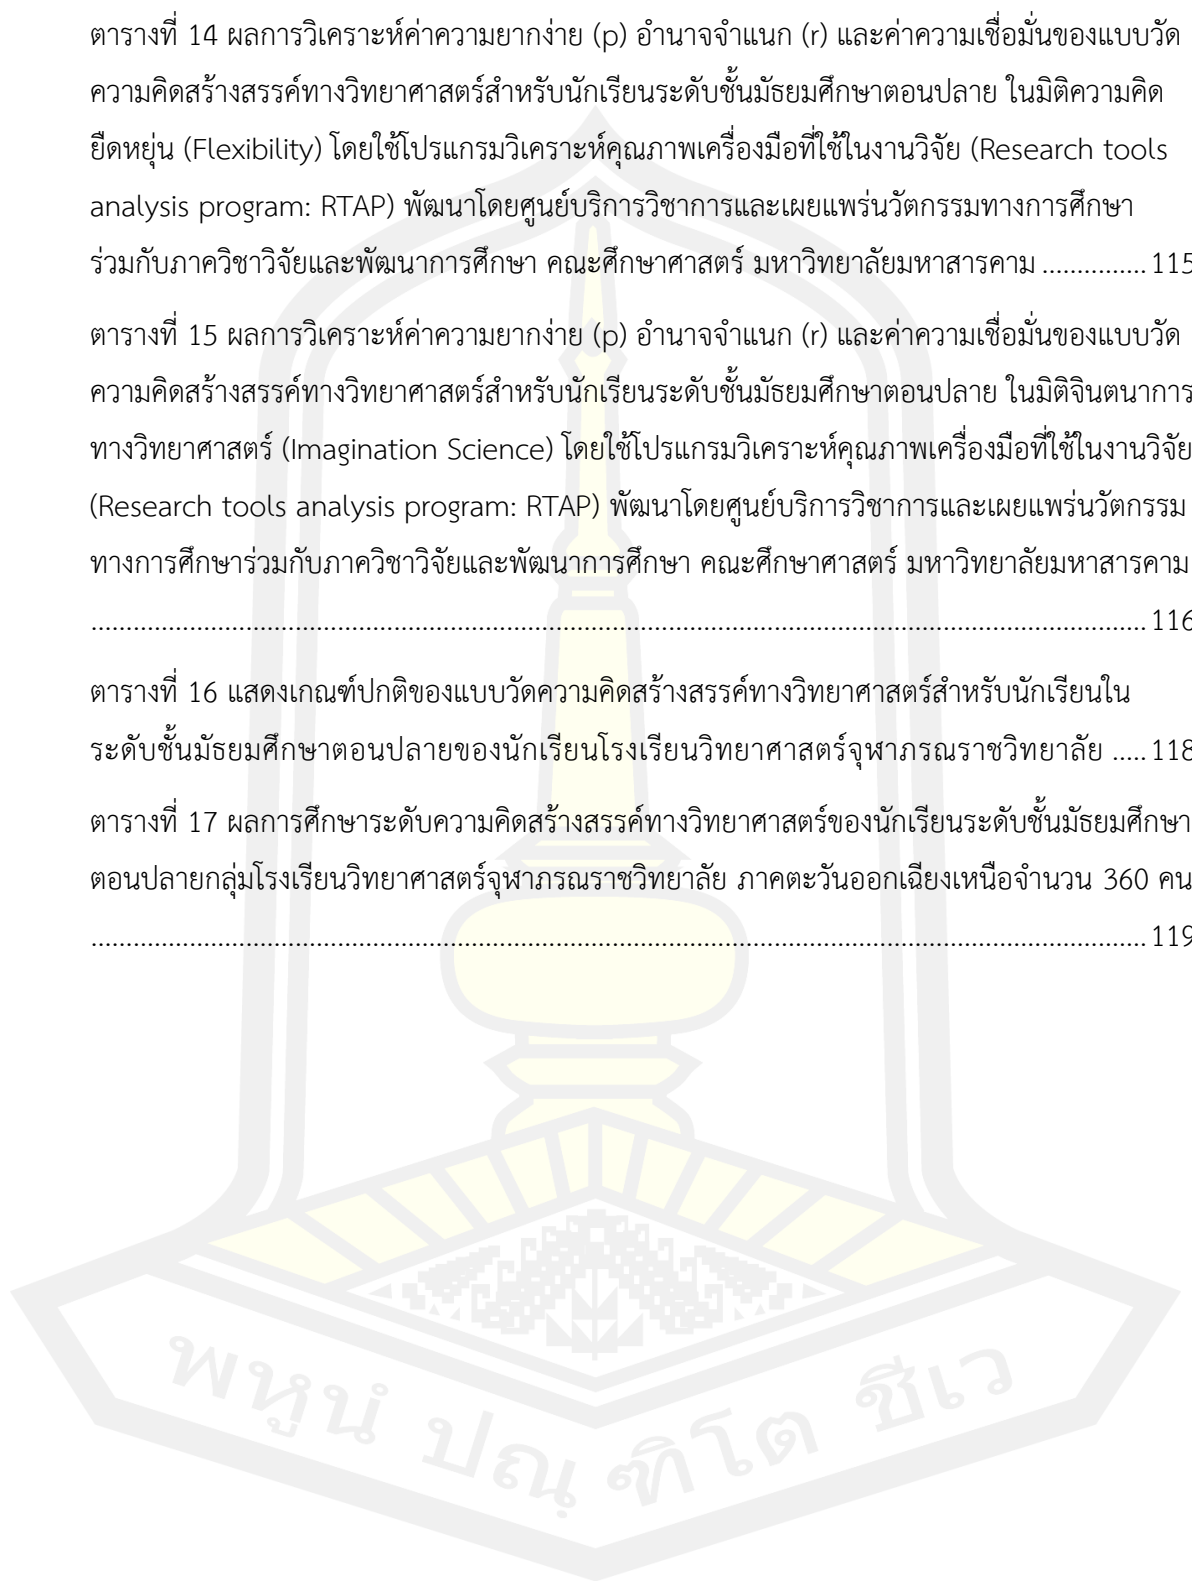 ตารางที่ 14 ผลการวิเคราะห์ค่าความยากง่าย (p) อำนาจจำแนก (r) และค่าความเชื่อมั่นของแบบวัด
ความคิดสร้างสรรค์ทางวิทยาศาสตร์สำหรับนักเรียนระดับชั้นมัธยมศึกษาตอนปลาย ในมิติความคิด
ยืดหยุ่น (Flexibility) โดยใช้โปรแกรมวิเคราะห์คุณภาพเครื่องมือที่ใช้ในงานวิจัย (Research tools
analysis program: RTAP) พัฒนาโดยศูนย์บริการวิชาการและเผยแพร่นวัตกรรมทางการศึกษา
ร่วมกับภาควิชาวิจัยและพัฒนาการศึกษา คณะศึกษาศาสตร์ มหาวิทยาลัยมหาสารคาม ............... 115
ตารางที่ 15 ผลการวิเคราะห์ค่าความยากง่าย (p) อำนาจจำแนก (r) และค่าความเชื่อมั่นของแบบวัด
ความคิดสร้างสรรค์ทางวิทยาศาสตร์สำหรับนักเรียนระดับชั้นมัธยมศึกษาตอนปลาย ในมิติจินตนาการ
ทางวิทยาศาสตร์ (Imagination Science) โดยใช้โปรแกรมวิเคราะห์คุณภาพเครื่องมือที่ใช้ในงานวิจัย
(Research tools analysis program: RTAP) พัฒนาโดยศูนย์บริการวิชาการและเผยแพร่นวัตกรรม
ทางการศึกษาร่วมกับภาควิชาวิจัยและพัฒนาการศึกษา คณะศึกษาศาสตร์ มหาวิทยาลัยมหาสารคาม
....................................................................................................................................................... 116
ตารางที่ 16 แสดงเกณฑ์ปกติของแบบวัดความคิดสร้างสรรค์ทางวิทยาศาสตร์สำหรับนักเรียนใน
ระดับชั้นมัธยมศึกษาตอนปลายของนักเรียนโรงเรียนวิทยาศาสตร์จุฬาภรณราชวิทยาลัย ..... 118
ตารางที่ 17 ผลการศึกษาระดับความคิดสร้างสรรค์ทางวิทยาศาสตร์ของนักเรียนระดับชั้นมัธยมศึกษา
ตอนปลายกลุ่มโรงเรียนวิทยาศาสตร์จุฬาภรณราชวิทยาลัย ภาคตะวันออกเฉียงเหนือจำนวน 360 คน
....................................................................................................................................................... 119
พหูนํ ปณฺฑิโต ชีเว